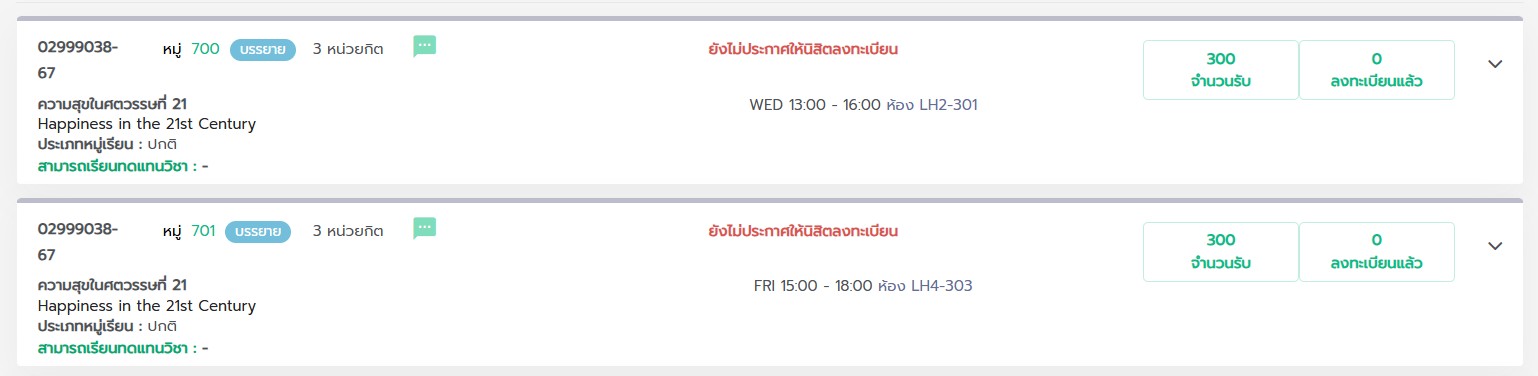 02999038-
67
หมู่ 700 บรรยาย 3 หน่วยกิต
ยังไม่ประกาศให้นิสิตลงทะเบียน
300
จำนวนรับ
0
ลงทะเบียนแล้ว
ความสุขในศตวรรษที่ 21
Happiness in the 21st Century
ประเภทหมู่เรียน : ปกติ
สามารถเรียนทดแทนวิชา : -
WED 13:00 - 16:00 ห้อง LH2-301
02999038-
67
หมู่ 701 บรรยาย 3 หน่วยกิต
ยังไม่ประกาศให้นิสิตลงทะเบียน
300
จำนวนรับ
0
ลงทะเบียนแล้ว
ความสุขในศตวรรษที่ 21
Happiness in the 21st Century
ประเภทหมู่เรียน : ปกติ
สามารถเรียนทดแทนวิชา : -
FRI 15:00 - 18:00 ห้อง LH4-303